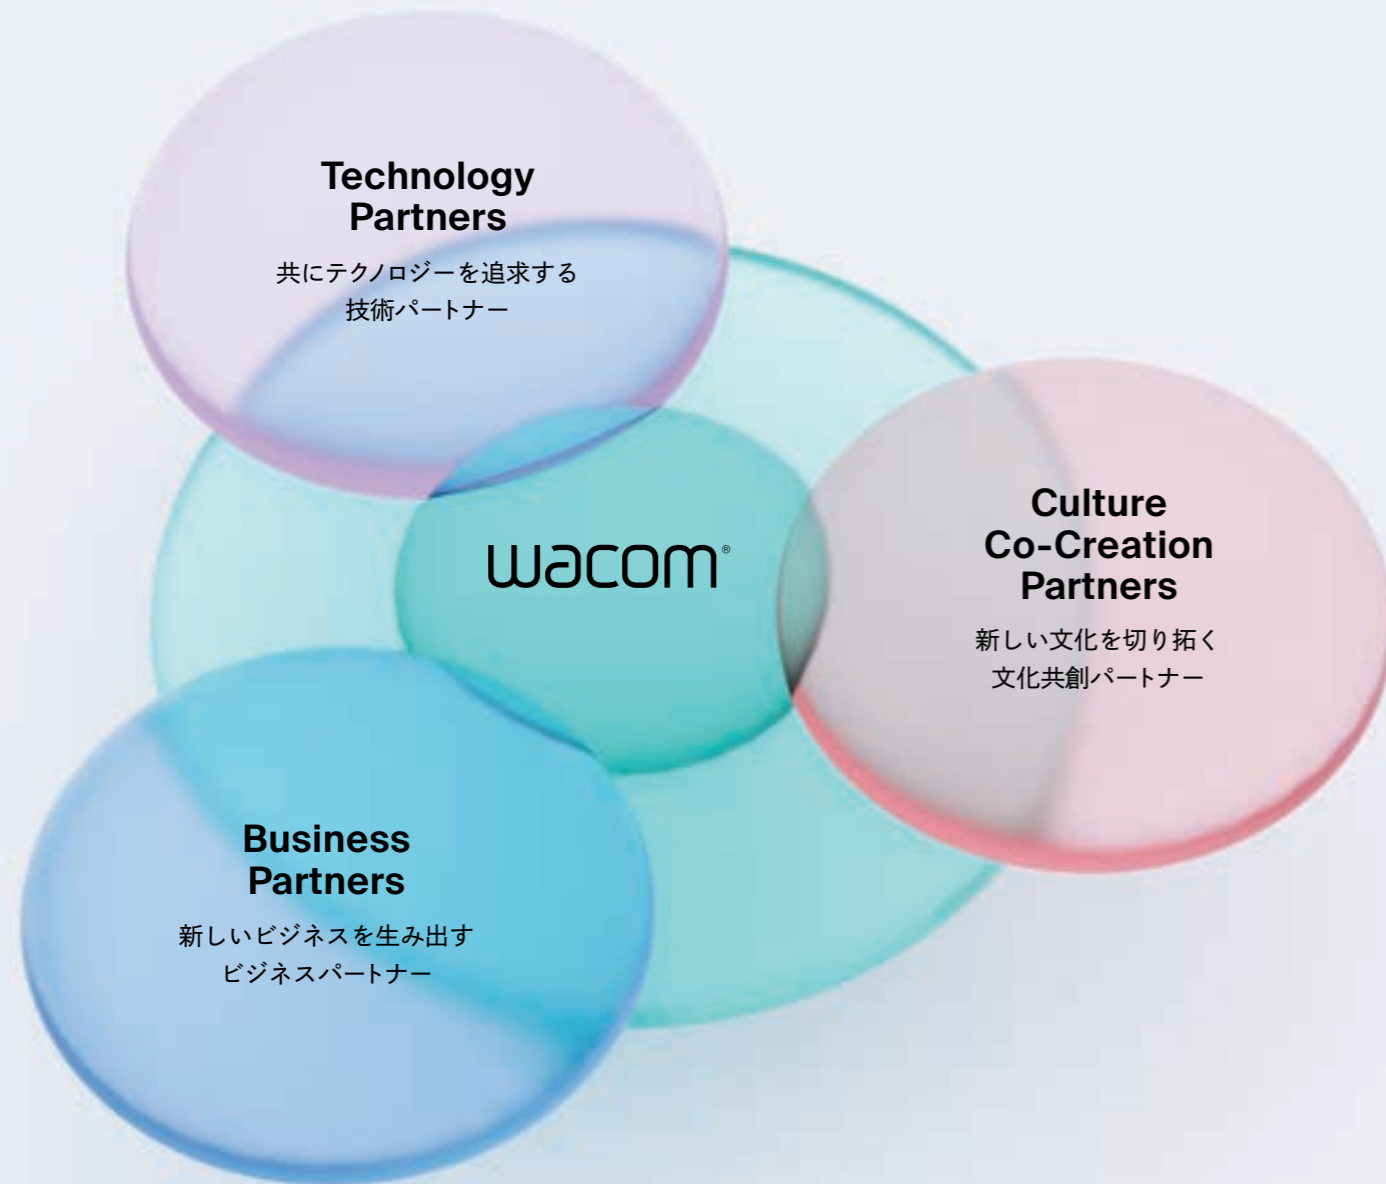 Technology
Partners
共にテクノロジーを追求する
技術パートナー
wacom®
Culture
Co-Creation
Partners
新しい文化を切り拓く
文化共創パートナー
Business
Partners
新しいビジネスを生み出す
ビジネスパートナー